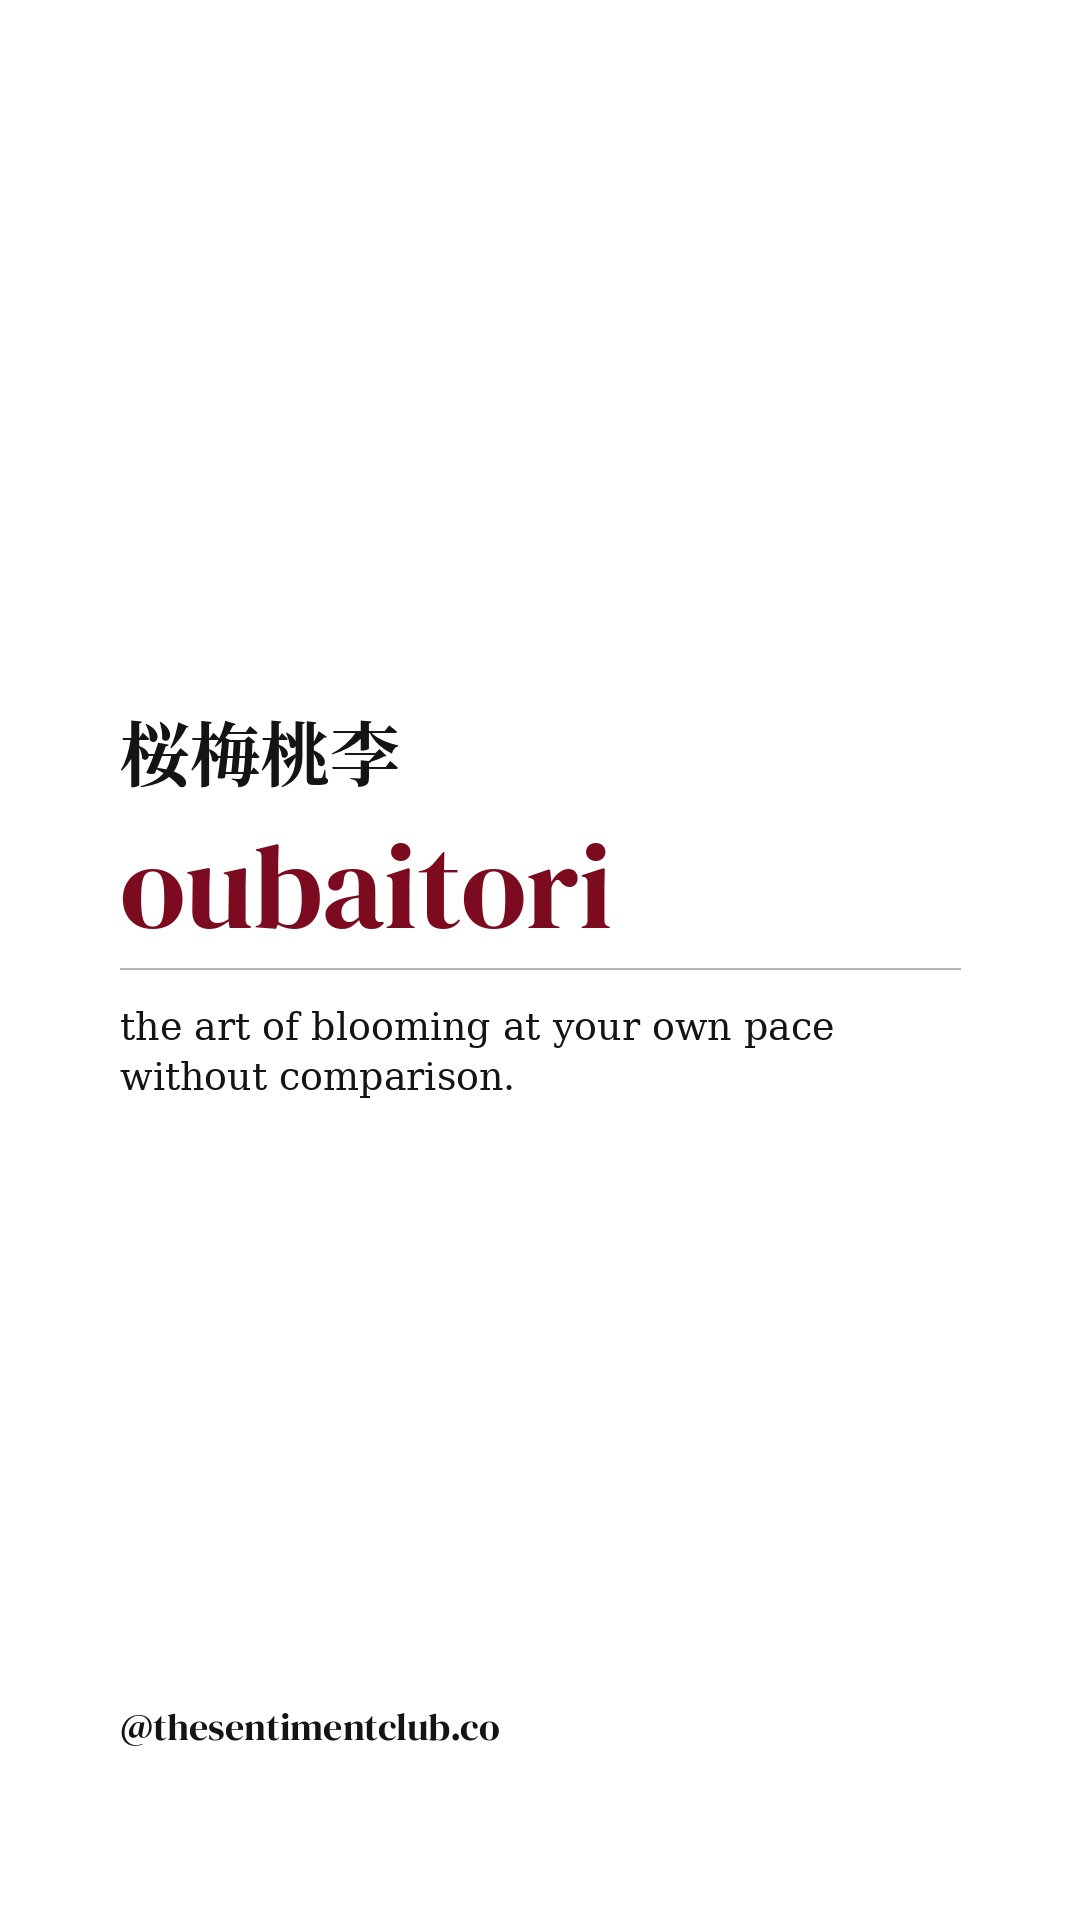 桜梅桃李
oubaitori
the art of blooming at your own pace
without comparison.
@thesentimentclub.co